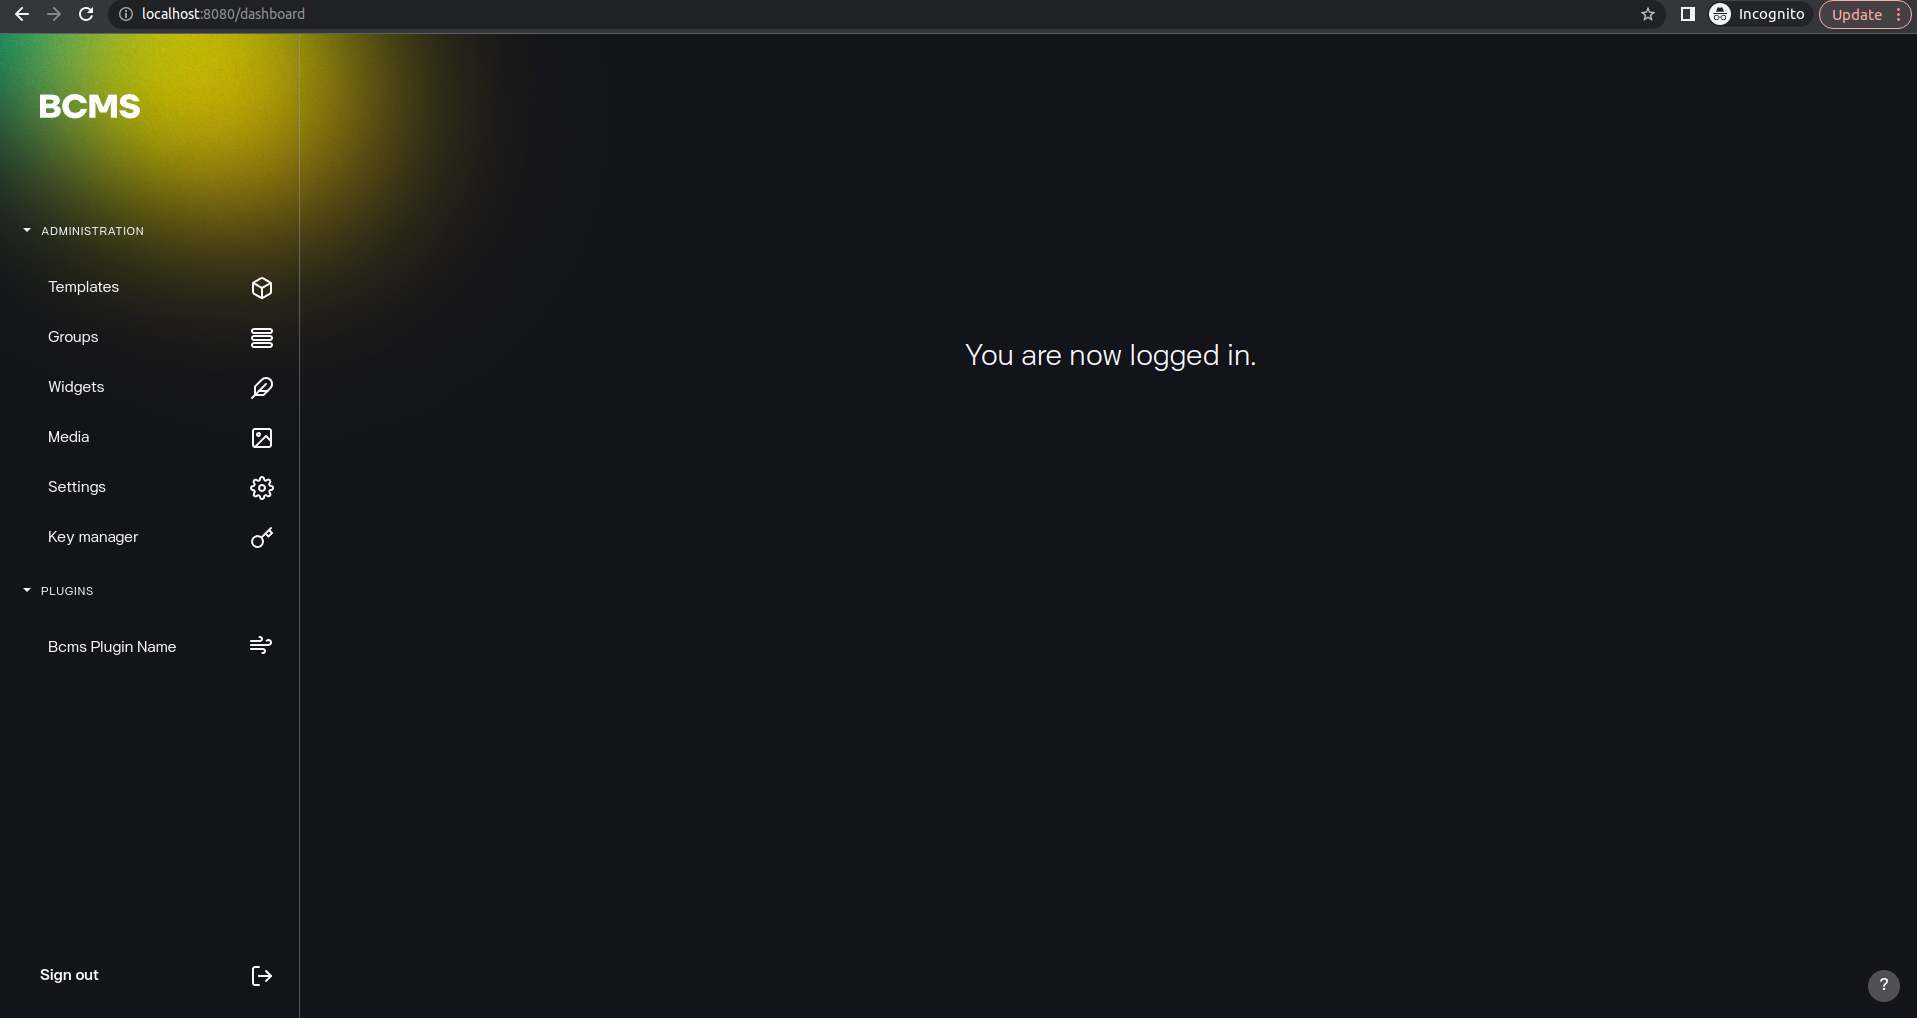 localhost:8080/dashboard
Incognito
Update
BCMS
ADMINISTRATION
Templates
Groups
Widgets
Media
Settings
Key manager
PLUGINS
Bcms Plugin Name
You are now logged in.
Sign out
?